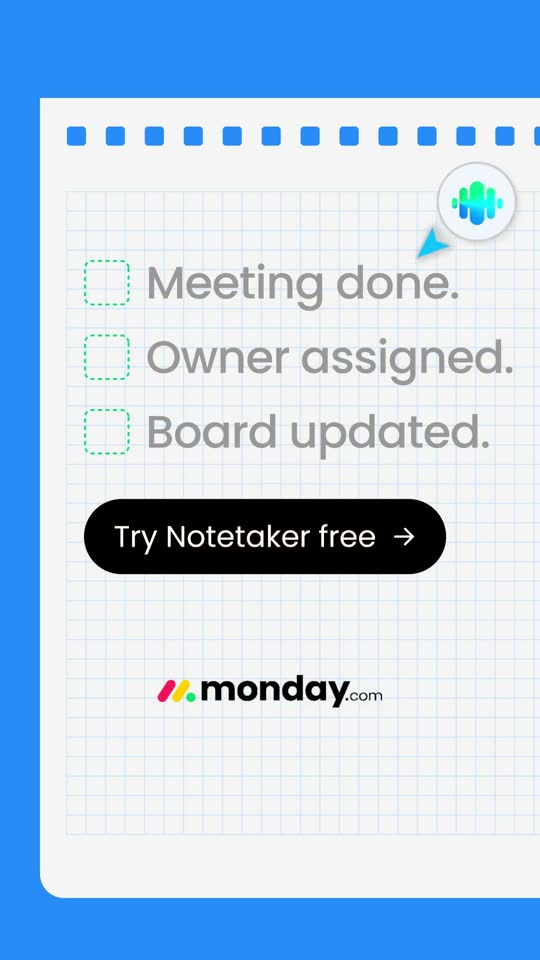 Meeting done.
Owner assigned.
Board updated.
Try Notetaker free →
monday.com